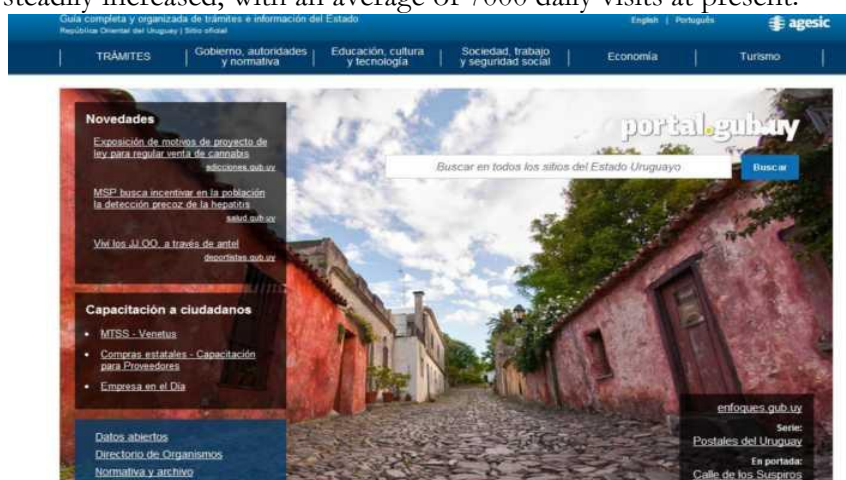 steadily increased, with an average of 7000 daily visits at present.
Guía completa y organizada de trámites e información del Estado
República Oriental del Uruguay | Sitio oficial
English | Português
agesic
TRÁMITES
Gobierno, autoridades
y normativa
Educación, cultura
y tecnología
Sociedad, trabajo
y seguridad social
Economía
Turismo
Novedades
Exposición de motivos de proyecto de
ley para regular venta de cannabis
adicciones.gub.uy
MSP busca incentivar en la población
la detección precoz de la hepatitis
salud.gub.uy
Viví los JJ.OO. a través de antel
deportistas.gub.uy
portal.gub.uy
Buscar en todos los sitios del Estado Uruguayo
Buscar
Capacitación a ciudadanos
• MTSS - Venetus
• Compras estatales - Capacitación
para Proveedores
• Empresa en el Día
Datos abiertos
Directorio de Organismos
Normativa y archivo
enfoques.gub.uy
Serie:
Postales del Uruguay
En portada:
Calle de los Suspiros